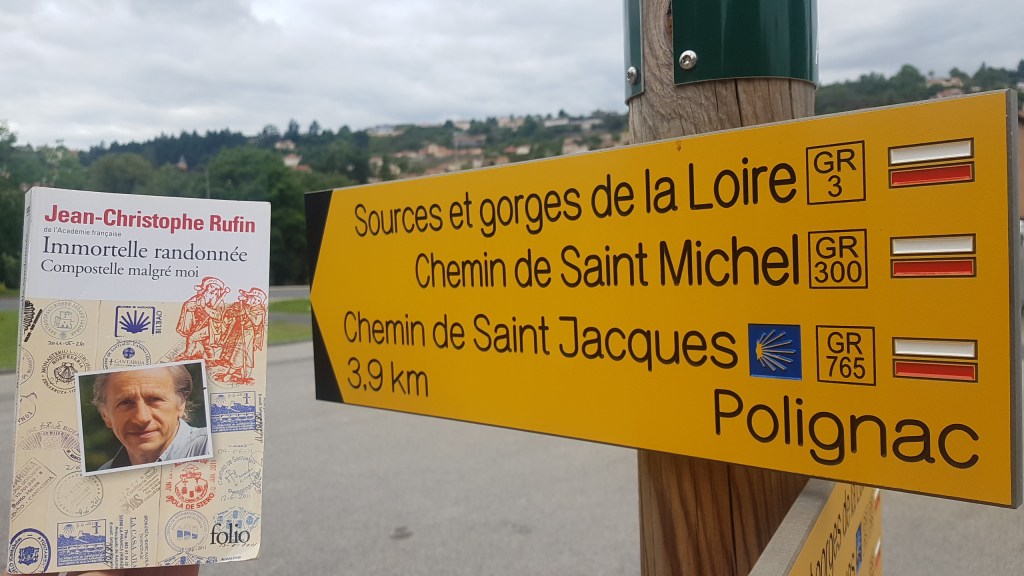 Jean-Christophe Rufin
de l'Académie française
Immortelle randonnée
Compostelle malgré moi
folio
Sources et gorges de la Loire GR 3
Chemin de Saint Michel GR 300
Chemin de Saint Jacques GR 765
3,9 km
Polignac